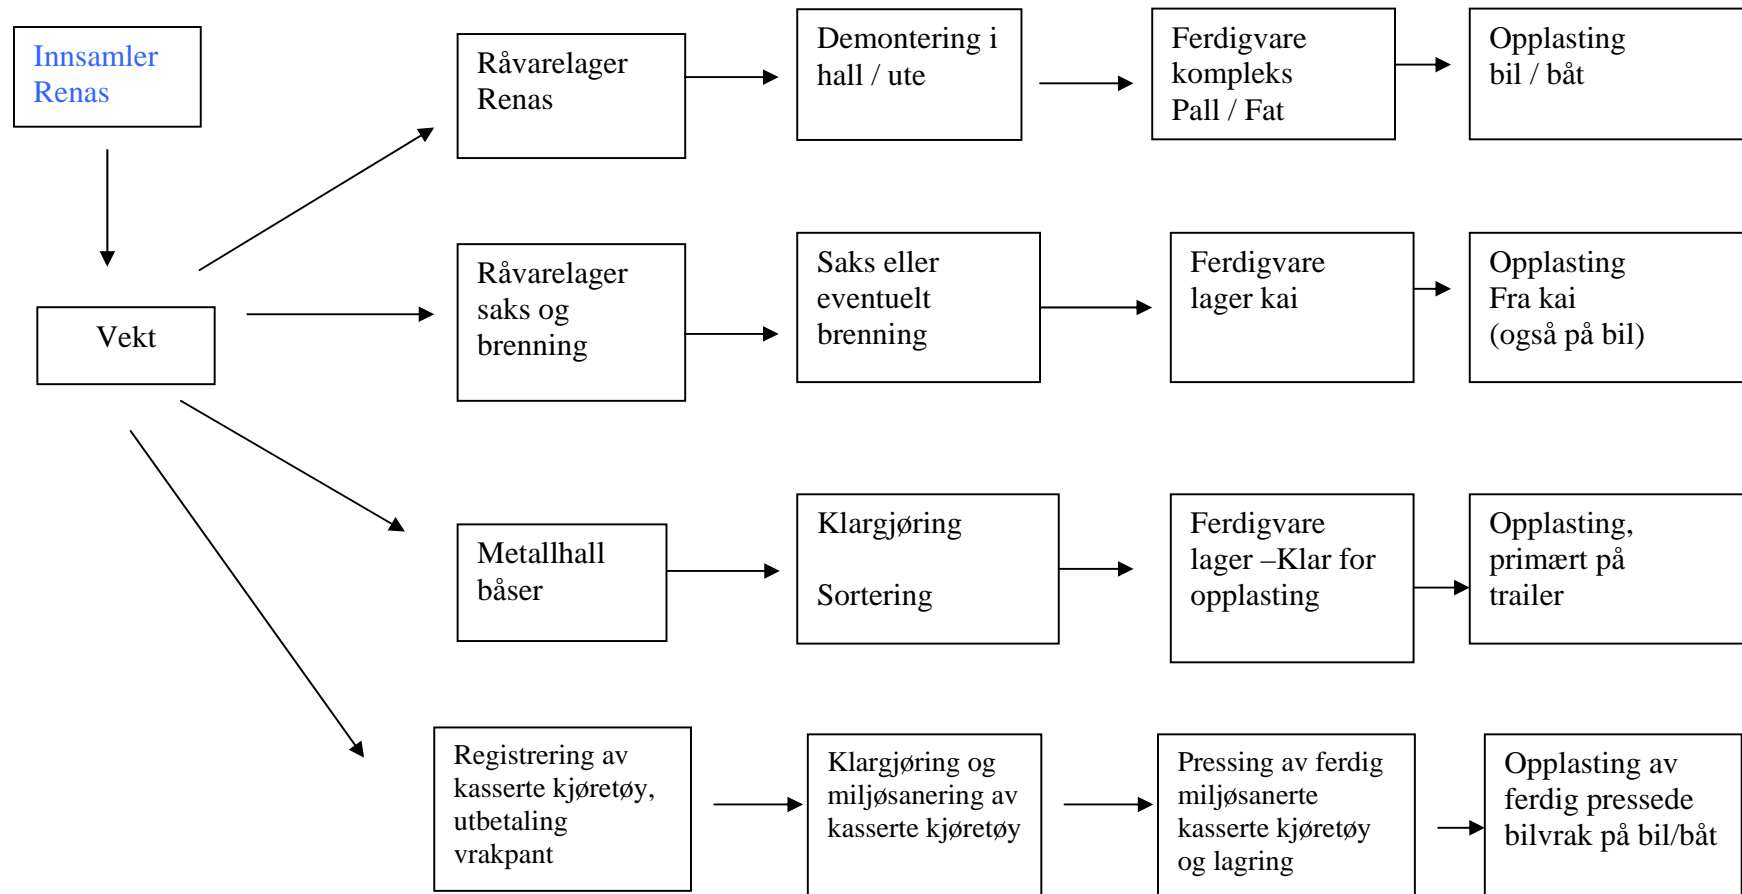 Innsamler
Renas
Vekt
Råvarelager
Renas
Demontering i
hall / ute
Ferdigvare
kompleks
Pall / Fat
Opplasting
bil / båt
Råvarelager
saks og
brenning
Saks eller
eventuelt
brenning
Ferdigvare
lager kai
Opplasting
Fra kai
(også på bil)
Metallhall
båser
Klargjøring
Sortering
Ferdigvare
lager –Klar for
opplasting
Opplasting,
primært på
trailer
Registrering av
kasserte kjøretøy,
utbetaling
vrakpant
Klargjøring og
miljøsanering av
kasserte kjøretøy
Pressing av ferdig
miljøsanerte
kasserte kjøretøy
og lagring
Opplasting av
ferdig pressede
bilvrak på bil/båt